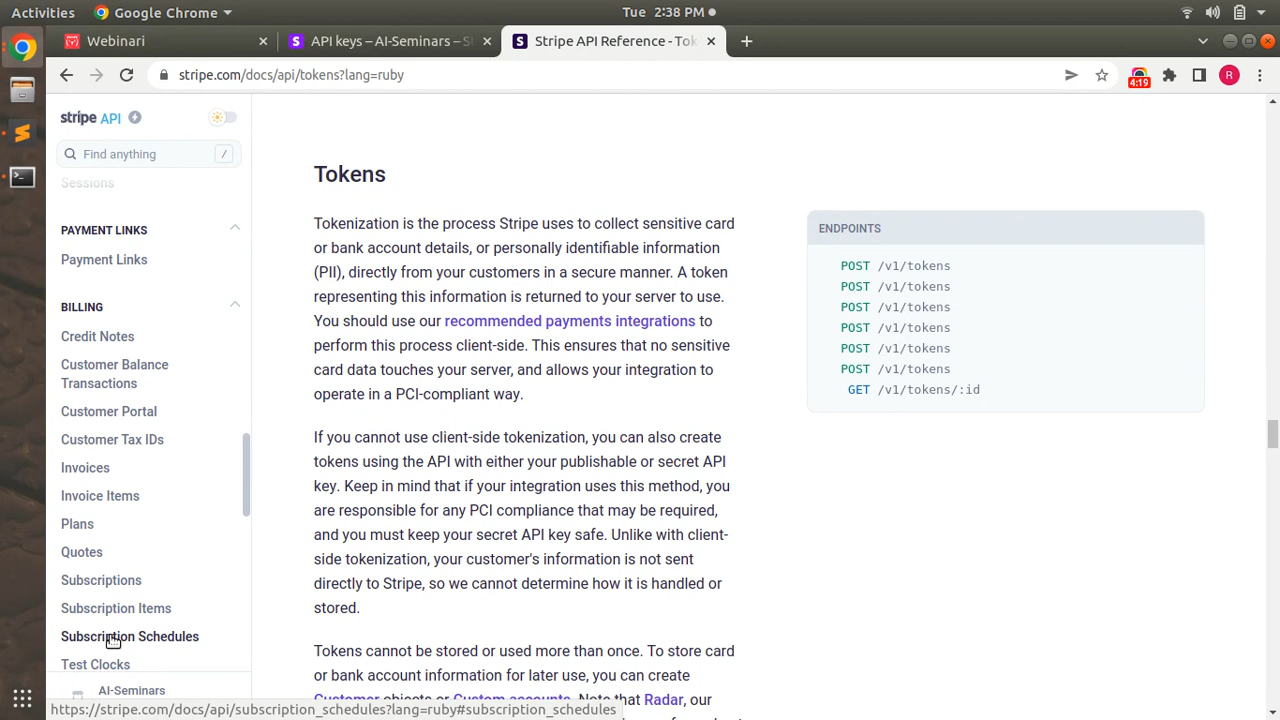 Activities
Google Chrome
Tue 2:38 PM
Webinari
API keys – AI-Seminars – S
Stripe API Reference - Tok
stripe.com/docs/api/tokens?lang=ruby
4:19
R
stripe API
Find anything /
Sessions
PAYMENT LINKS
Payment Links
BILLING
Credit Notes
Customer Balance
Transactions
Customer Portal
Customer Tax IDs
Invoices
Invoice Items
Plans
Quotes
Subscriptions
Subscription Items
Subscription Schedules
Test Clocks
AI-Seminars
https://stripe.com/docs/api/subscription_schedules?lang=ruby#subscription_schedules
Tokens
Tokenization is the process Stripe uses to collect sensitive card
or bank account details, or personally identifiable information
(PII), directly from your customers in a secure manner. A token
representing this information is returned to your server to use.
You should use our recommended payments integrations to
perform this process client-side. This ensures that no sensitive
card data touches your server, and allows your integration to
operate in a PCI-compliant way.
If you cannot use client-side tokenization, you can also create
tokens using the API with either your publishable or secret API
key. Keep in mind that if your integration uses this method, you
are responsible for any PCI compliance that may be required,
and you must keep your secret API key safe. Unlike with client-
side tokenization, your customer's information is not sent
directly to Stripe, so we cannot determine how it is handled or
stored.
Tokens cannot be stored or used more than once. To store card
or bank account information for later use, you can create
Customer objects or Custom accounts. Note that Radar, our
ENDPOINTS
POST /v1/tokens
POST /v1/tokens
POST /v1/tokens
POST /v1/tokens
POST /v1/tokens
POST /v1/tokens
GET /v1/tokens/:id